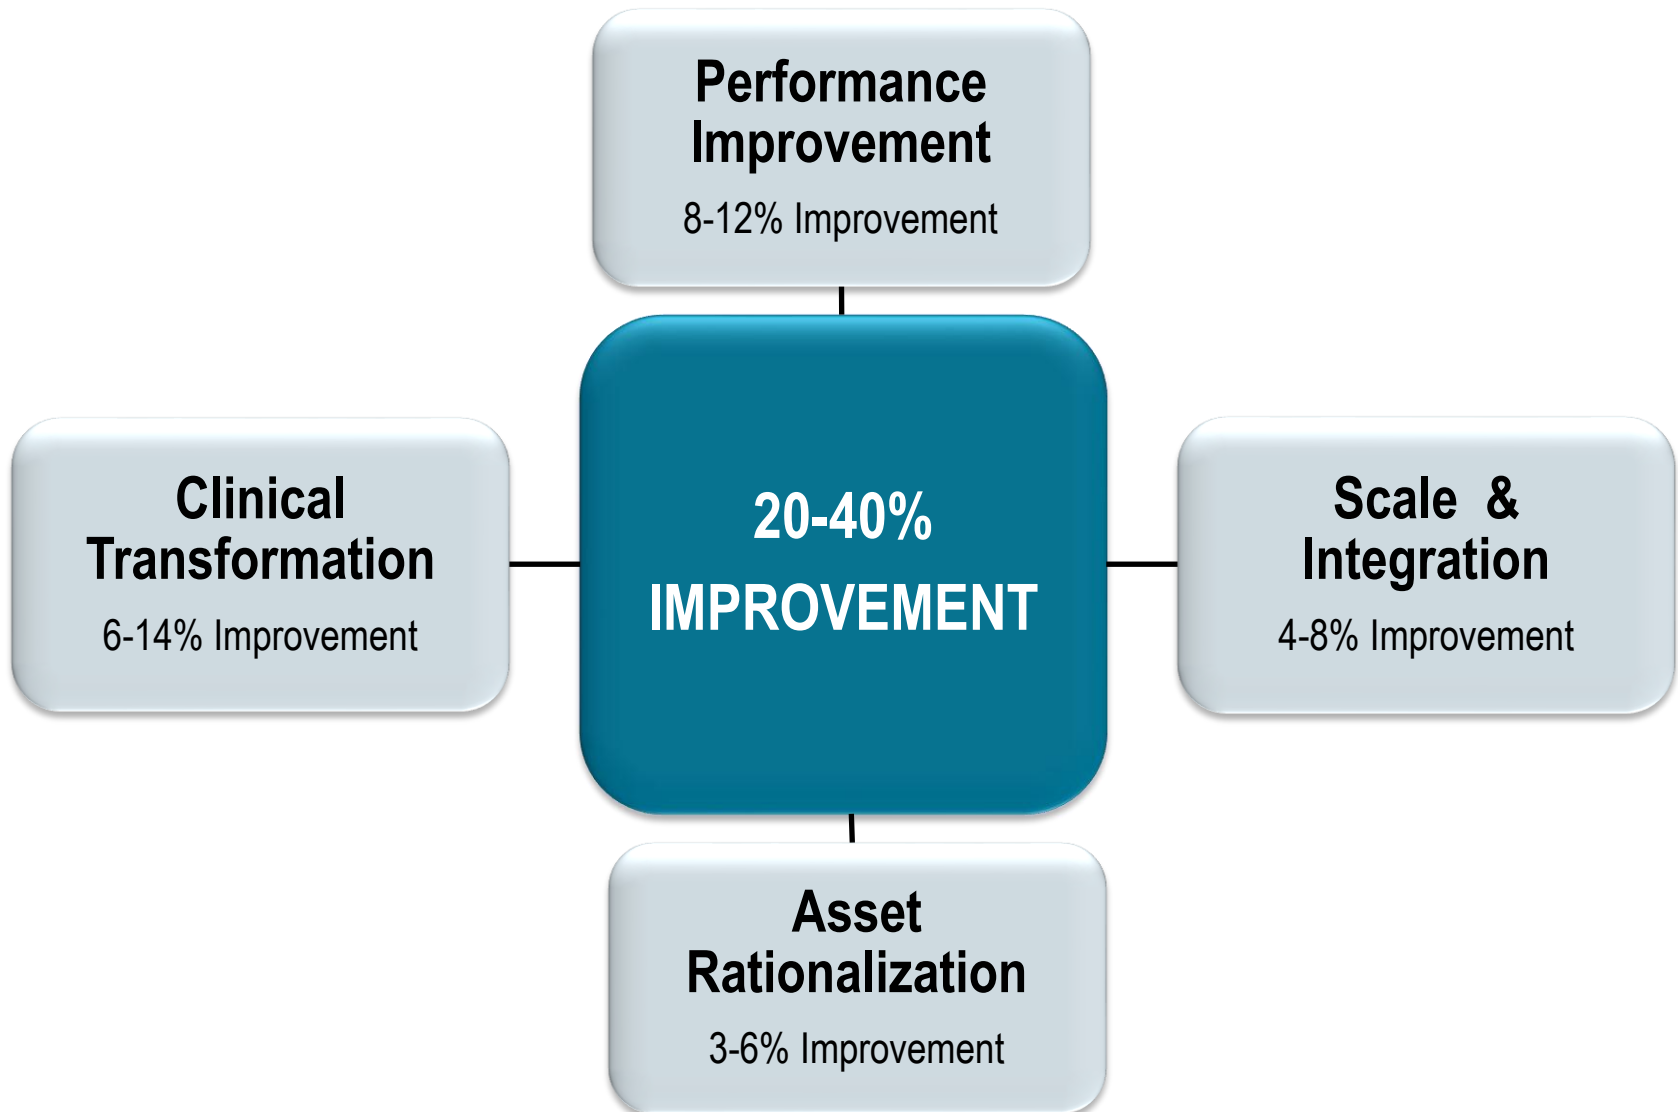 Performance
Improvement
8-12% Improvement
Clinical
Transformation
6-14% Improvement
20-40%
IMPROVEMENT
Scale &
Integration
4-8% Improvement
Asset
Rationalization
3-6% Improvement